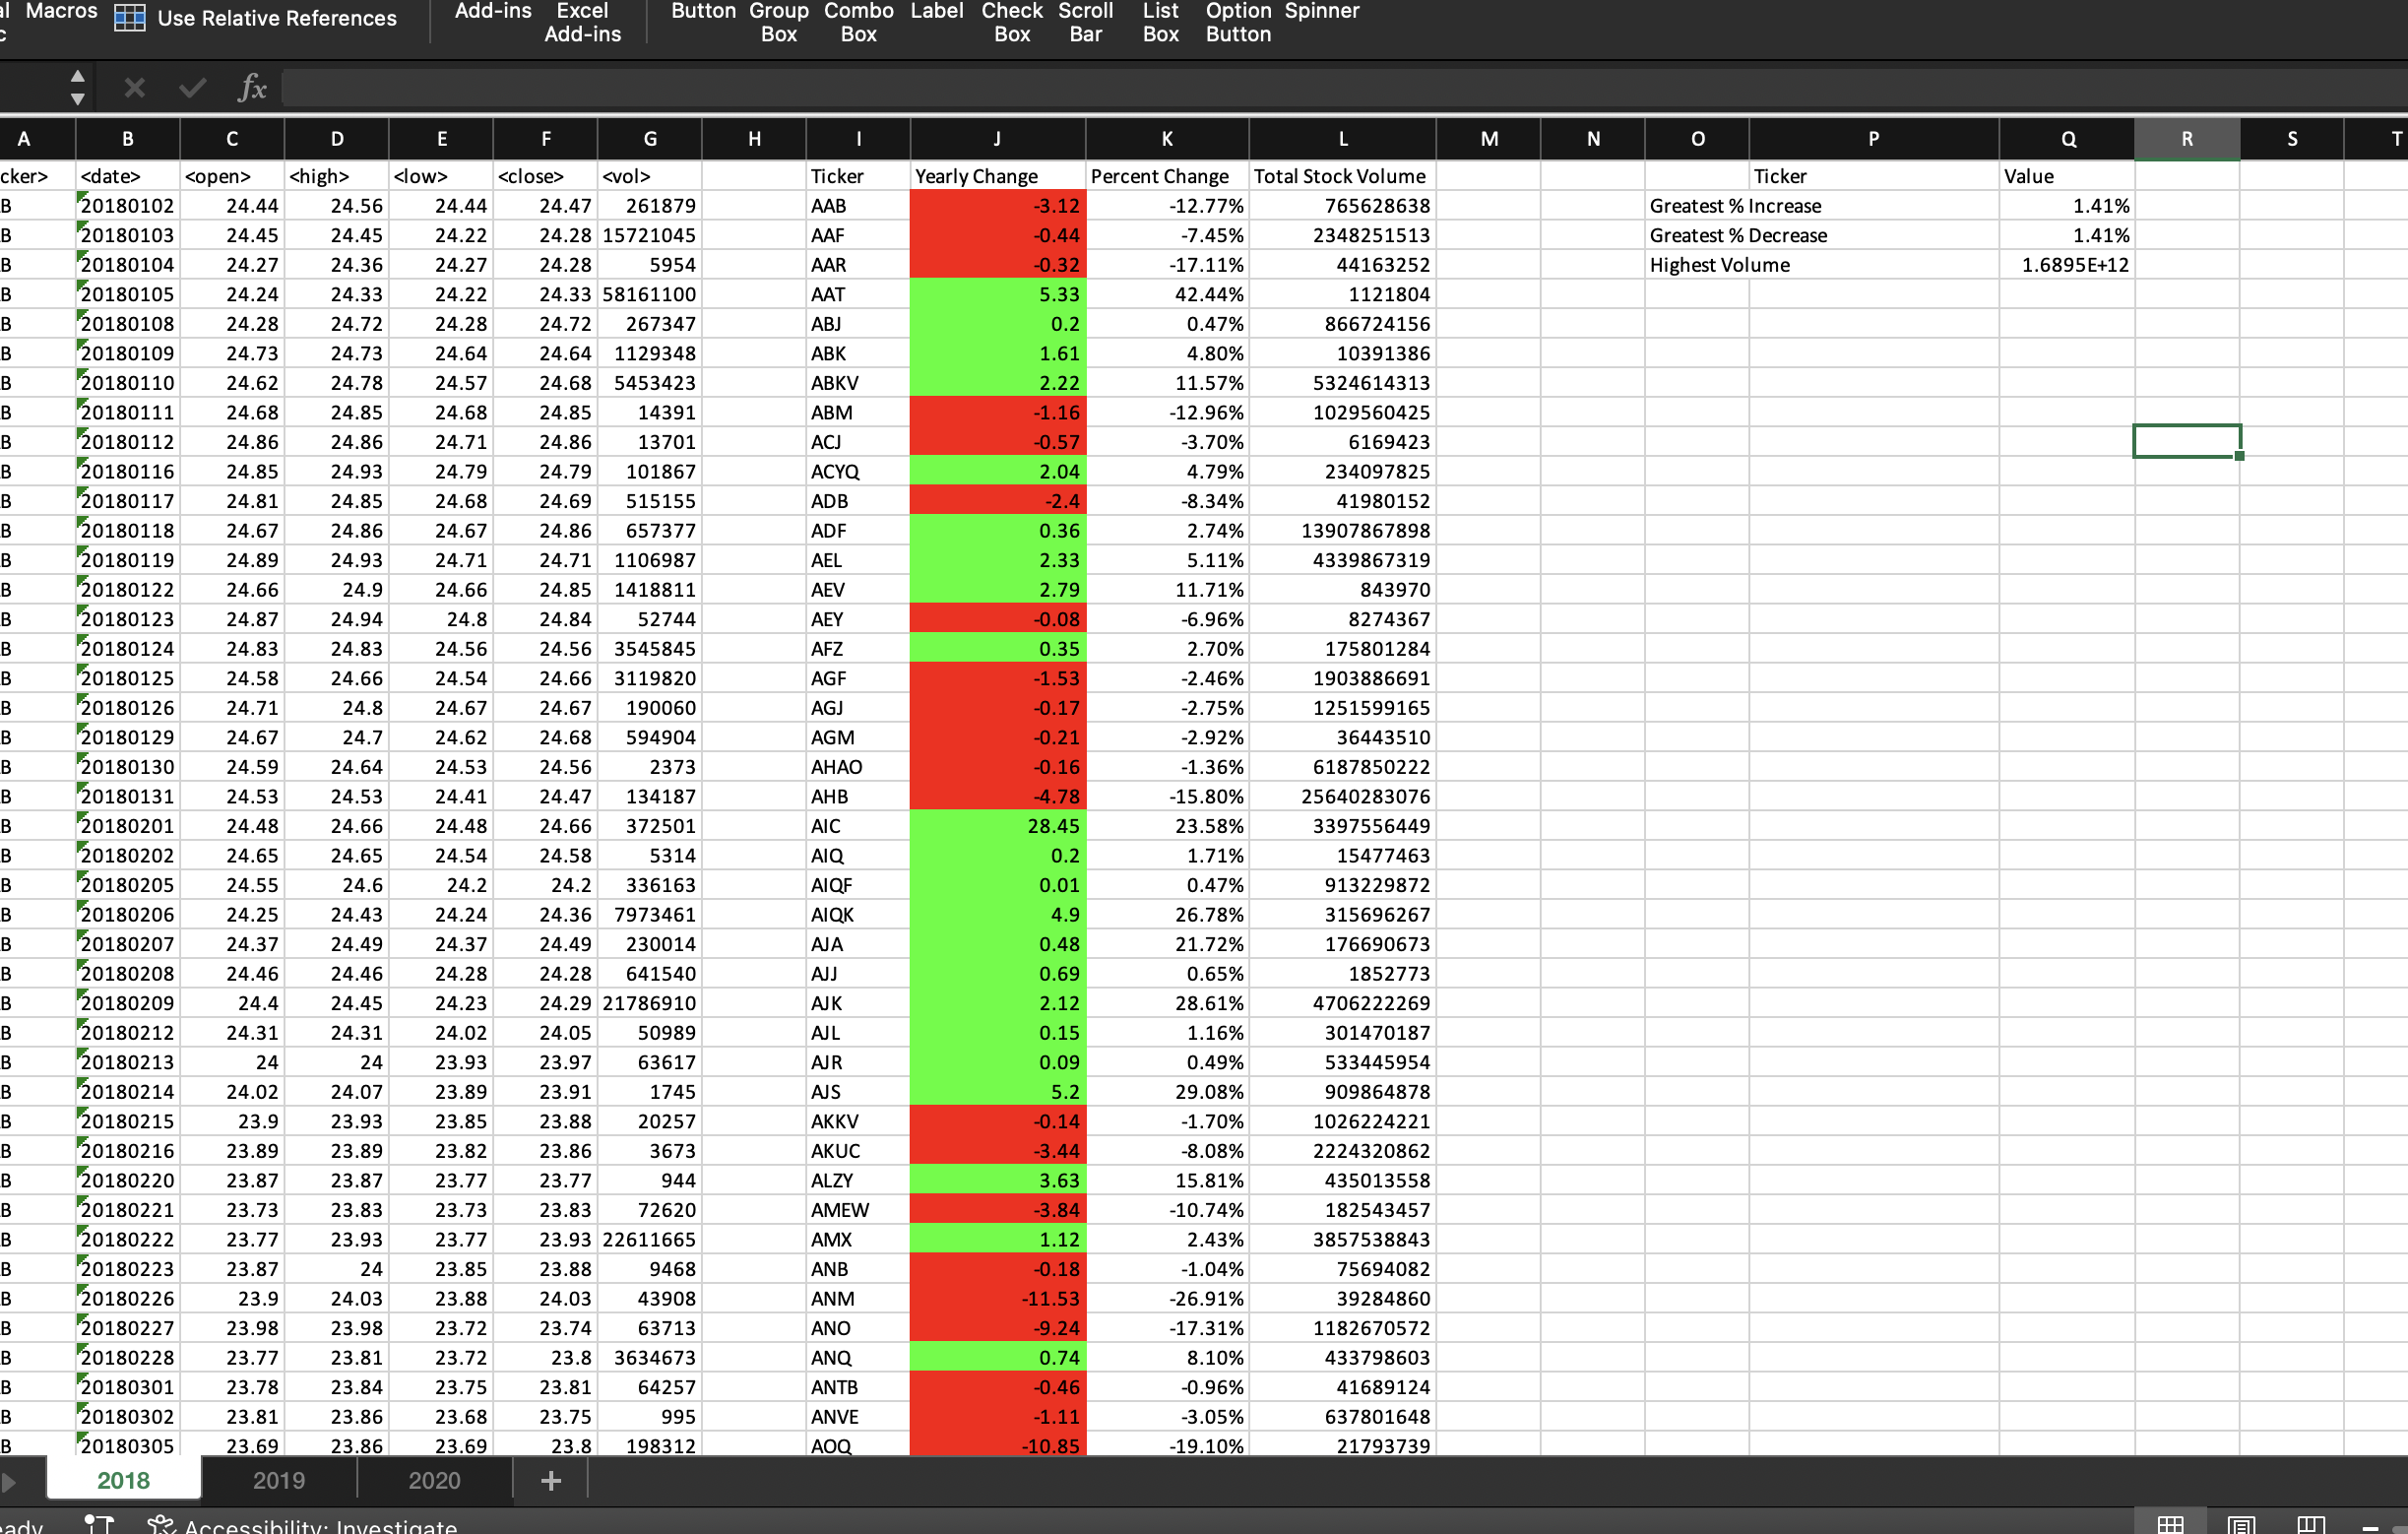 Macros Use Relative References Add-ins Excel Add-ins Button Group Box Combo Box Label Check Box Scroll Bar List Box Option Button Spinner
fx
A B C D E F G H I J K L M N O P Q R S T
cker> <date> <open> <high> <low> <close> <vol> Ticker Yearly Change Percent Change Total Stock Volume Ticker Value
B 20180102 24.44 24.56 24.44 24.47 261879 AAB -3.12 -12.77% 765628638 Greatest % Increase 1.41%
B 20180103 24.45 24.45 24.22 24.28 15721045 AAF -0.44 -7.45% 2348251513 Greatest % Decrease 1.41%
B 20180104 24.27 24.36 24.27 24.28 5954 AAR -0.32 -17.11% 44163252 Highest Volume 1.6895E+12
B 20180105 24.24 24.33 24.22 24.33 58161100 AAT 5.33 42.44% 1121804
B 20180108 24.28 24.72 24.28 24.72 267347 ABJ 0.2 0.47% 866724156
B 20180109 24.73 24.73 24.64 24.64 1129348 ABK 1.61 4.80% 10391386
B 20180110 24.62 24.78 24.57 24.68 5453423 ABKV 2.22 11.57% 5324614313
B 20180111 24.68 24.85 24.68 24.85 14391 ABM -1.16 -12.96% 1029560425
B 20180112 24.86 24.86 24.71 24.86 13701 ACJ -0.57 -3.70% 6169423
B 20180116 24.85 24.93 24.79 24.79 101867 ACYQ 2.04 4.79% 234097825
B 20180117 24.81 24.85 24.68 24.69 515155 ADB -2.4 -8.34% 41980152
B 20180118 24.67 24.86 24.67 24.86 657377 ADF 0.36 2.74% 13907867898
B 20180119 24.89 24.93 24.71 24.71 1106987 AEL 2.33 5.11% 4339867319
B 20180122 24.66 24.9 24.66 24.85 1418811 AEV 2.79 11.71% 843970
B 20180123 24.87 24.94 24.8 24.84 52744 AEY -0.08 -6.96% 8274367
B 20180124 24.83 24.83 24.56 24.56 3545845 AFZ 0.35 2.70% 175801284
B 20180125 24.58 24.66 24.54 24.66 3119820 AGF -1.53 -2.46% 1903886691
B 20180126 24.71 24.8 24.67 24.67 190060 AGJ -0.17 -2.75% 1251599165
B 20180129 24.67 24.7 24.62 24.68 594904 AGM -0.21 -2.92% 36443510
B 20180130 24.59 24.64 24.53 24.56 2373 AHAO -0.16 -1.36% 6187850222
B 20180131 24.53 24.53 24.41 24.47 134187 AHB -4.78 -15.80% 25640283076
B 20180201 24.48 24.66 24.48 24.66 372501 AIC 28.45 23.58% 3397556449
B 20180202 24.65 24.65 24.54 24.58 5314 AIQ 0.2 1.71% 15477463
B 20180205 24.55 24.6 24.2 24.2 336163 AIQF 0.01 0.47% 913229872
B 20180206 24.25 24.43 24.24 24.36 7973461 AIQK 4.9 26.78% 315696267
B 20180207 24.37 24.49 24.37 24.49 230014 AJA 0.48 21.72% 176690673
B 20180208 24.46 24.46 24.28 24.28 641540 AJJ 0.69 0.65% 1852773
B 20180209 24.4 24.45 24.23 24.29 21786910 AJK 2.12 28.61% 4706222269
B 20180212 24.31 24.31 24.02 24.05 50989 AJL 0.15 1.16% 301470187
B 20180213 24 24 23.93 23.97 63617 AJR 0.09 0.49% 533445954
B 20180214 24.02 24.07 23.89 23.91 1745 AJS 5.2 29.08% 909864878
B 20180215 23.9 23.93 23.85 23.88 20257 AKKV -0.14 -1.70% 1026224221
B 20180216 23.89 23.89 23.82 23.86 3673 AKUC -3.44 -8.08% 2224320862
B 20180220 23.87 23.87 23.77 23.77 944 ALZY 3.63 15.81% 435013558
B 20180221 23.73 23.83 23.73 23.83 72620 AMEW -3.84 -10.74% 182543457
B 20180222 23.77 23.93 23.77 23.93 22611665 AMX 1.12 2.43% 3857538843
B 20180223 23.87 24 23.85 23.88 9468 ANB -0.18 -1.04% 75694082
B 20180226 23.9 24.03 23.88 24.03 43908 ANM -11.53 -26.91% 39284860
B 20180227 23.98 23.98 23.72 23.74 63713 ANO -9.24 -17.31% 1182670572
B 20180228 23.77 23.81 23.72 23.8 3634673 ANQ 0.74 8.10% 433798603
B 20180301 23.78 23.84 23.75 23.81 64257 ANTB -0.46 -0.96% 41689124
B 20180302 23.81 23.86 23.68 23.75 995 ANVE -1.11 -3.05% 637801648
B 20180305 23.69 23.86 23.69 23.8 198312 AOQ -10.85 -19.10% 21793739
2018 2019 2020 +
eady Accessibility: Investigate